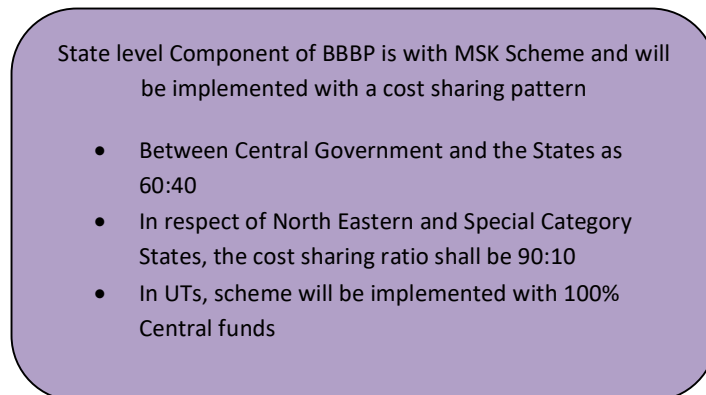 State level Component of BBBP is with MSK Scheme and will
be implemented with a cost sharing pattern
• Between Central Government and the States as
60:40
• In respect of North Eastern and Special Category
States, the cost sharing ratio shall be 90:10
• In UTs, scheme will be implemented with 100%
Central funds